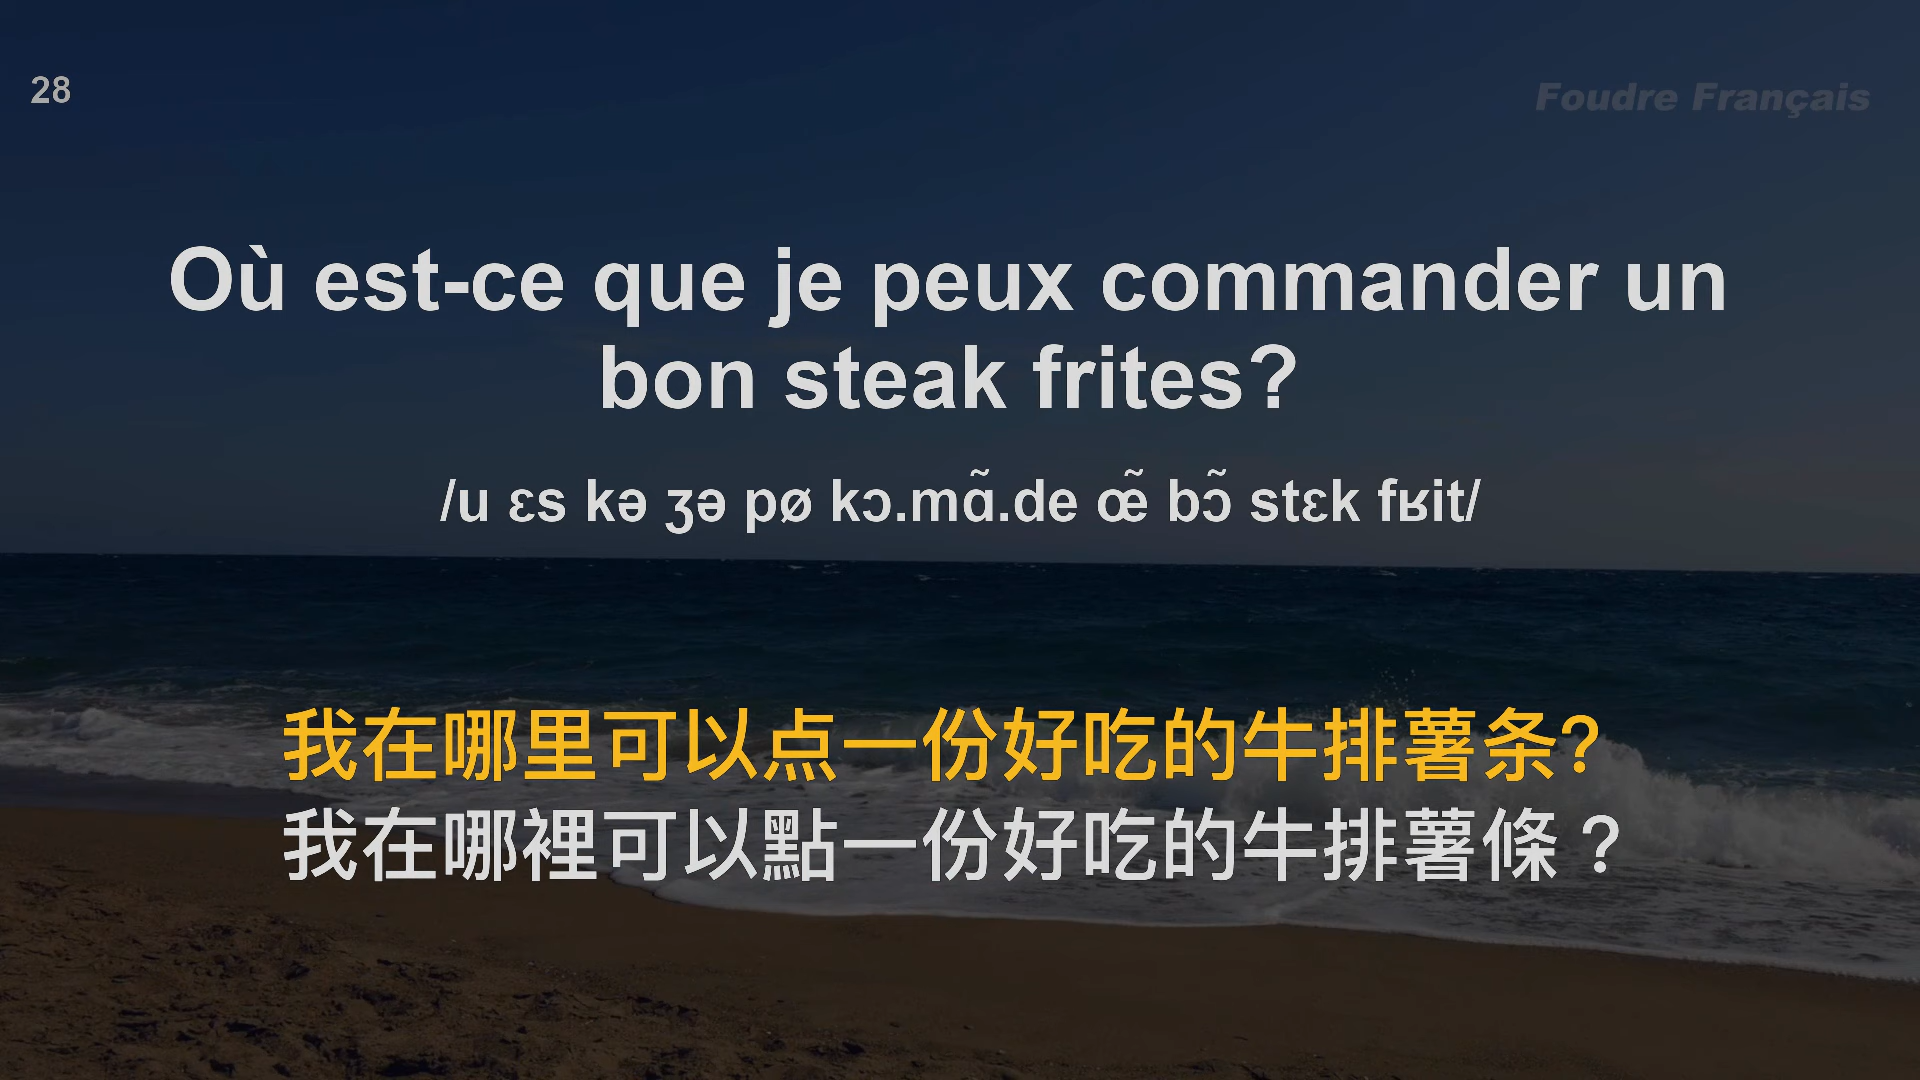 28
Foudre Français
Où est-ce que je peux commander un
bon steak frites?
/u ɛs kə ʒə pø kɔ.mɑ̃.de œ̃ bɔ̃ stɛk fʁit/
我在哪里可以点一份好吃的牛排薯条?
我在哪裡可以點一份好吃的牛排薯條？